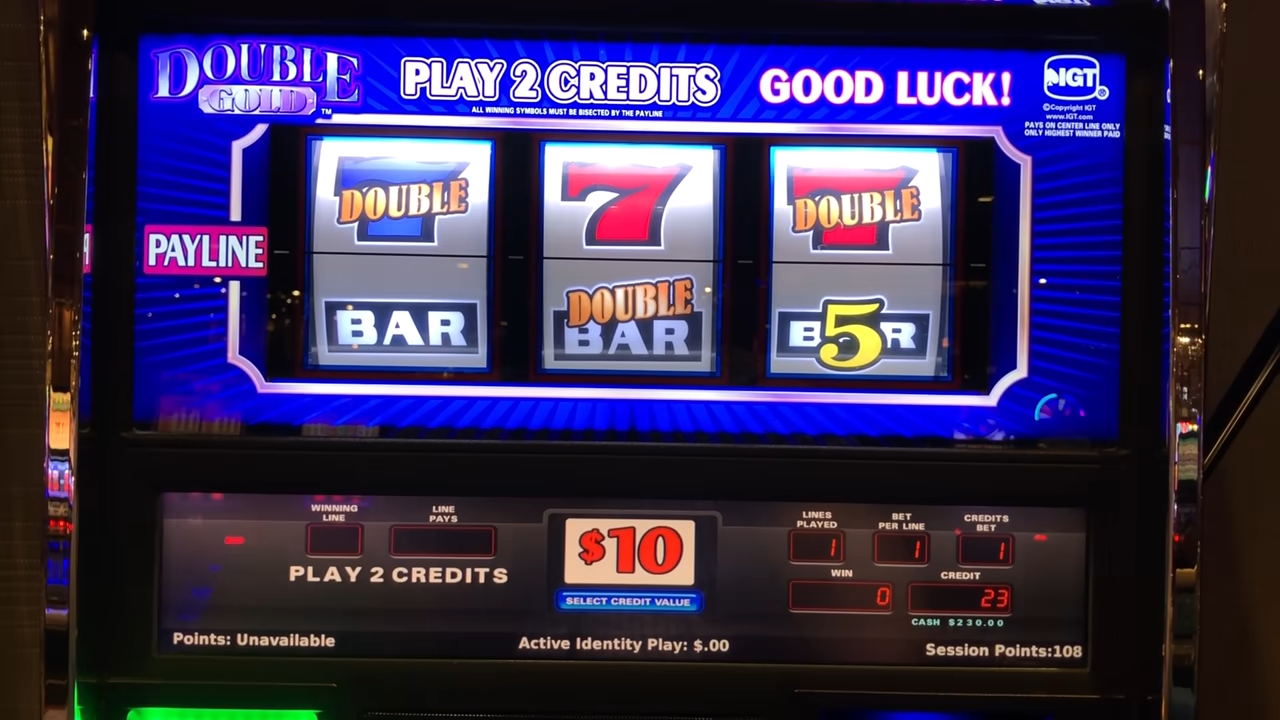 DOUBLE
GOLD
TM
PLAY 2 CREDITS
ALL WINNING SYMBOLS MUST BE BISECTED BY THE PAYLINE
GOOD LUCK!
IGT
®
©Copyright IGT
www.IGT.com
PAYS ON CENTER LINE ONLY
ONLY HIGHEST WINNER PAID
7 DOUBLE
7
7 DOUBLE
PAYLINE
BAR
DOUBLE
BAR
BAR 5
WINNING
LINE
LINE
PAYS
PLAY 2 CREDITS
$10
SELECT CREDIT VALUE
LINES
PLAYED
1
BET
PER LINE
1
CREDITS
BET
1
WIN
0
CREDIT
23
CASH $230.00
Points: Unavailable
Active Identity Play: $.00
Session Points:108